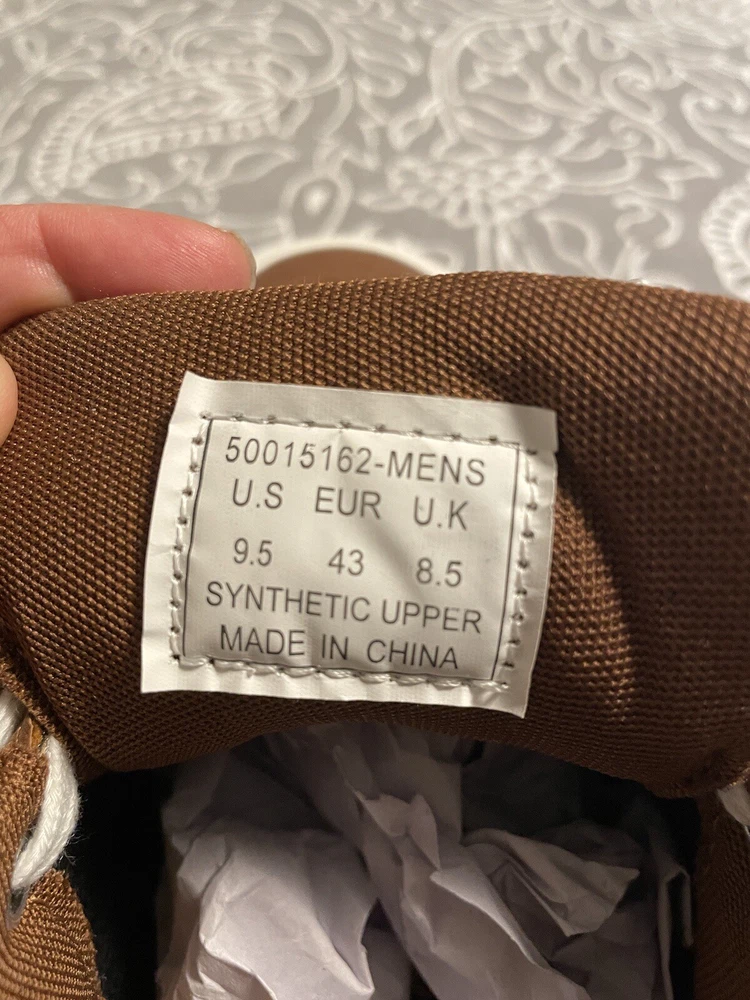 50015162-MENS
U.S EUR U.K
9.5 43 8.5
SYNTHETIC UPPER
MADE IN CHINA